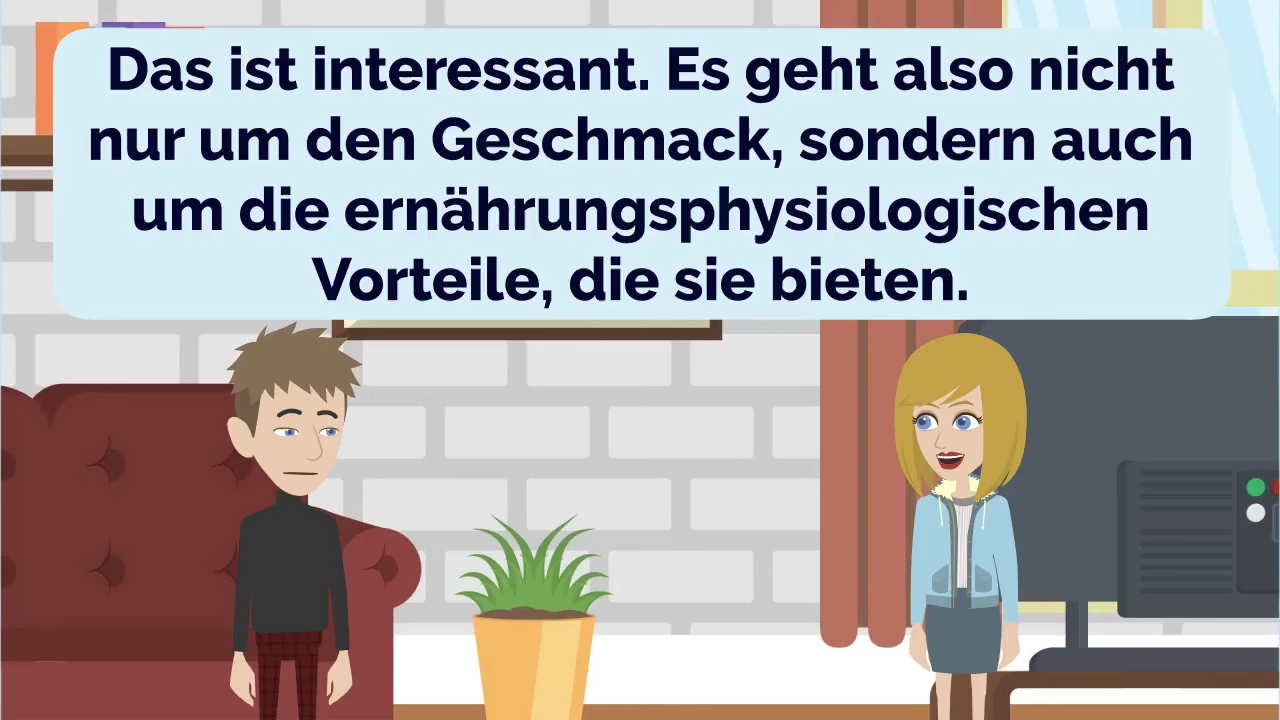 Das ist interessant. Es geht also nicht
nur um den Geschmack, sondern auch
um die ernährungsphysiologischen
Vorteile, die sie bieten.